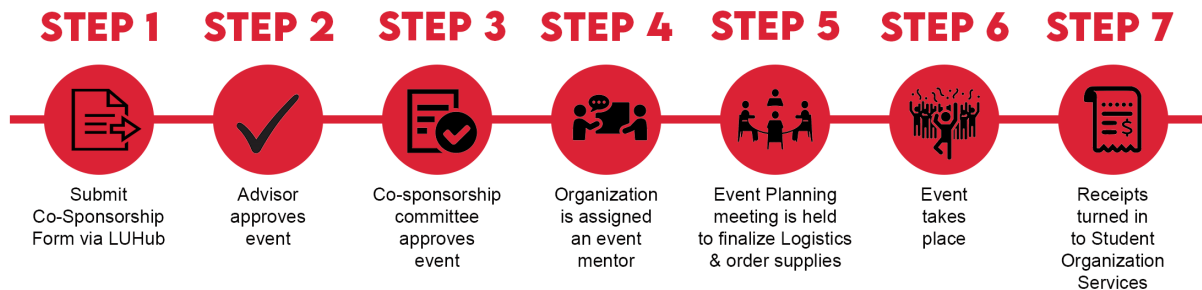 STEP 1
Submit
Co-Sponsorship
Form via LUHub
STEP 2
Advisor
approves
event
STEP 3
Co-sponsorship
committee
approves
event
STEP 4
Organization
is assigned
an event
mentor
STEP 5
Event Planning
meeting is held
to finalize Logistics
& order supplies
STEP 6
Event
takes
place
STEP 7
$
Receipts
turned in
to Student
Organization
Services